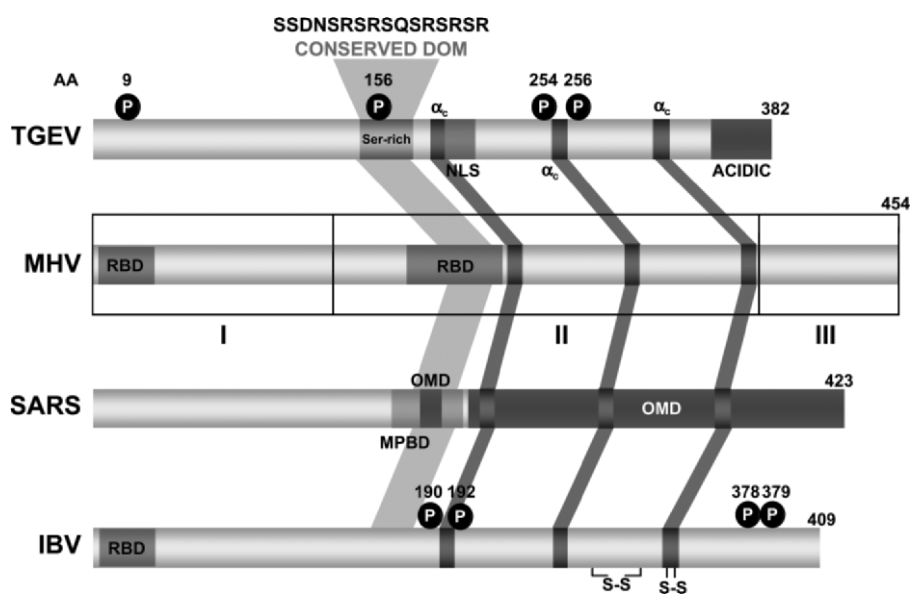 SSDNSRSRSQSRSRSR
CONSERVED DOM
AA 9 156 254 256
P P P P
αc αc 382
TGEV Ser-rich
NLS αc ACIDIC
454
MHV RBD RBD
I II III
OMD 423
SARS OMD
MPBD
190 192 378 379
P P P P 409
IBV RBD
S-S S-S